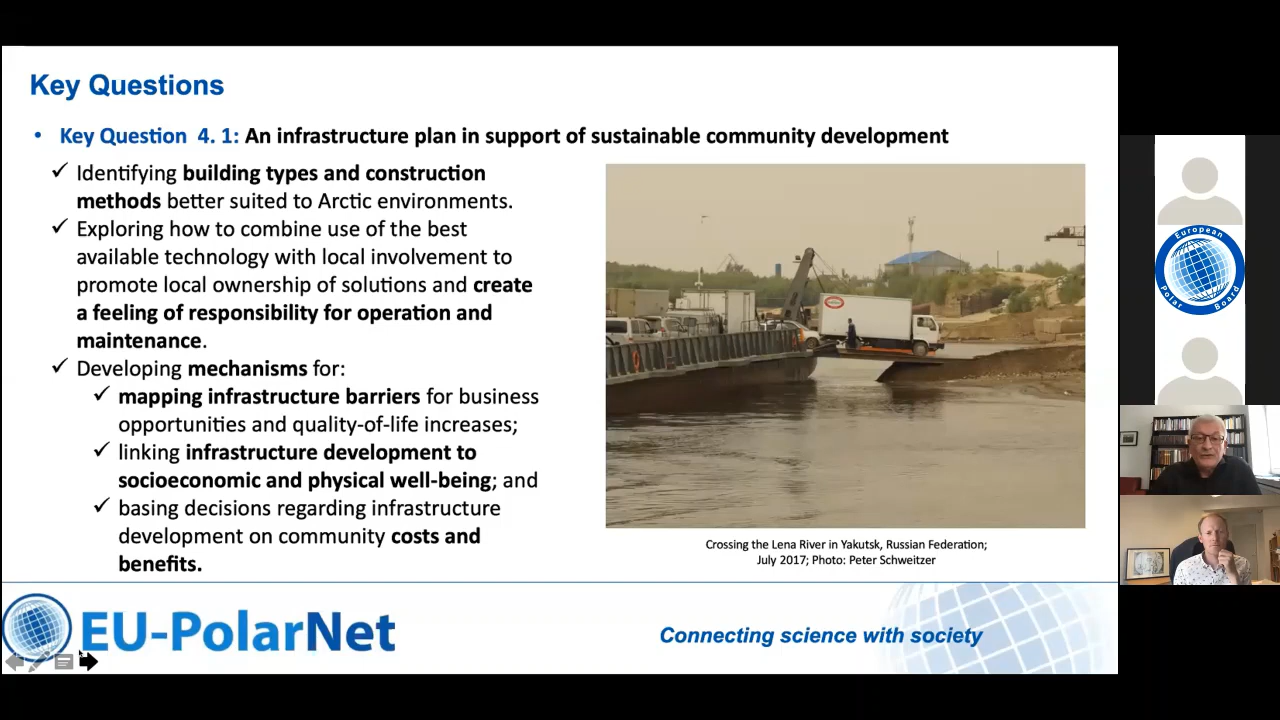 Key Questions
• Key Question 4. 1: An infrastructure plan in support of sustainable community development
✓ Identifying building types and construction
methods better suited to Arctic environments.
✓ Exploring how to combine use of the best
available technology with local involvement to
promote local ownership of solutions and create
a feeling of responsibility for operation and
maintenance.
✓ Developing mechanisms for:
✓ mapping infrastructure barriers for business
opportunities and quality-of-life increases;
✓ linking infrastructure development to
socioeconomic and physical well-being; and
✓ basing decisions regarding infrastructure
development on community costs and
benefits.
Crossing the Lena River in Yakutsk, Russian Federation;
July 2017; Photo: Peter Schweitzer
EU-PolarNet
Connecting science with society
European
Polar Board